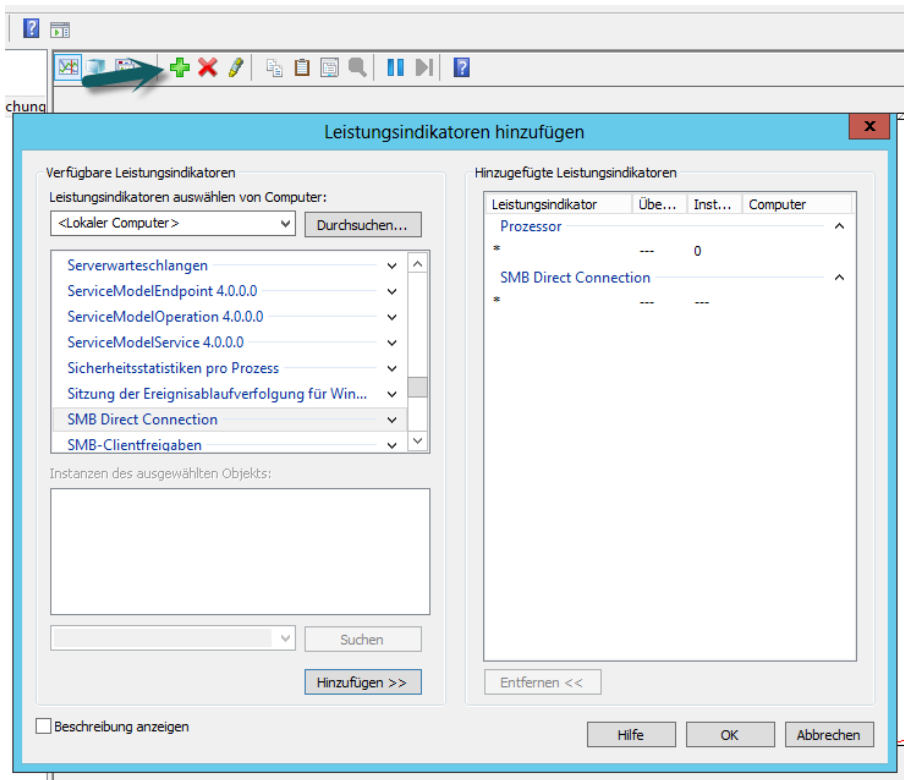 chung
Leistungsindikatoren hinzufügen
x
Verfügbare Leistungsindikatoren
Leistungsindikatoren auswählen von Computer:
<Lokaler Computer>
Durchsuchen...
Serverwarteschlangen
ServiceModelEndpoint 4.0.0.0
ServiceModelOperation 4.0.0.0
ServiceModelService 4.0.0.0
Sicherheitsstatistiken pro Prozess
Sitzung der Ereignisablaufverfolgung für Win...
SMB Direct Connection
SMB-Clientfreigaben
Instanzen des ausgewählten Objekts:
Suchen
Hinzufügen >>
Hinzugefügte Leistungsindikatoren
Leistungsindikator Übe... Inst... Computer
Prozessor
* --- 0
SMB Direct Connection
* --- ---
Entfernen <<
Beschreibung anzeigen
Hilfe OK Abbrechen